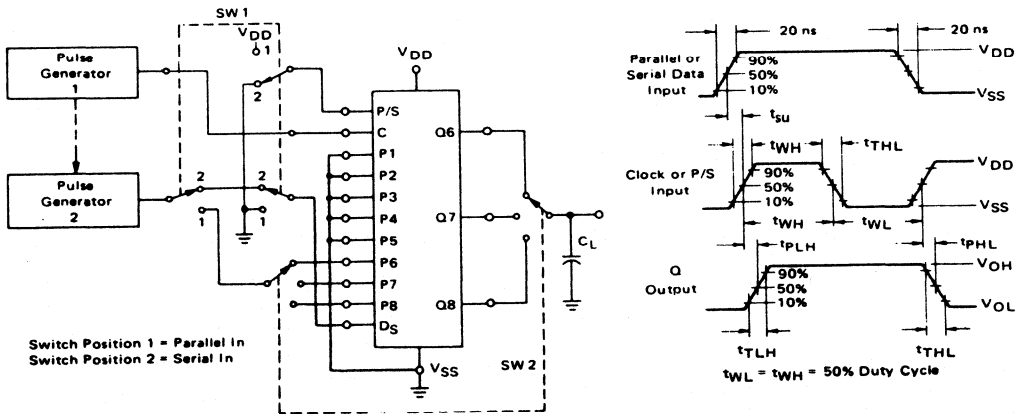 SW1
VDD
1
2
Pulse
Generator
1
Pulse
Generator
2
2
1
2
1
VDD
P/S
C
P1
P2
P3
P4
P5
P6
P7
P8
DS
Q6
Q7
Q8
VSS
CL
SW2
Switch Position 1 = Parallel In
Switch Position 2 = Serial In
20 ns
20 ns
Parallel or
Serial Data
Input
90%
50%
10%
VDD
VSS
tsu
tWH
tTHL
Clock or P/S
Input
90%
50%
10%
VDD
VSS
tWH
tWL
tPLH
tPHL
Q
Output
90%
50%
10%
VOH
VOL
tTLH
tTHL
tWL = tWH = 50% Duty Cycle